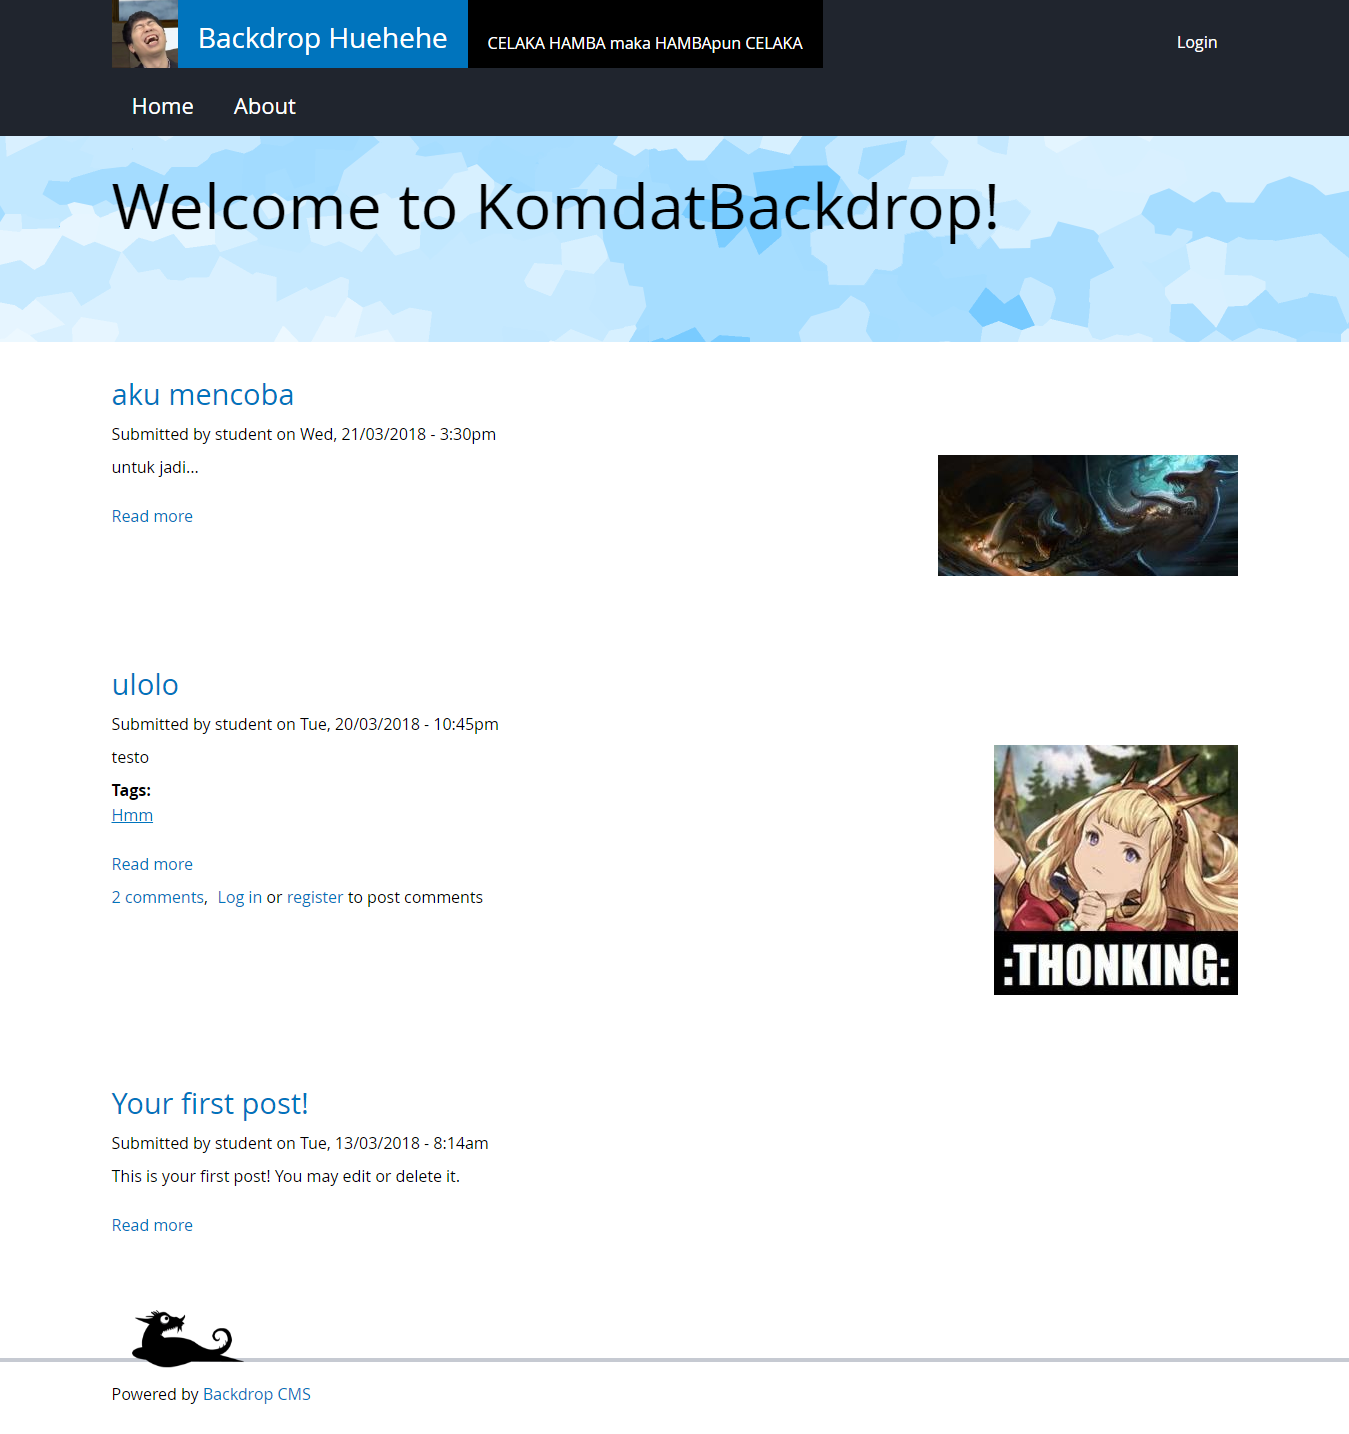 Backdrop Huehehe
CELAKA HAMBA maka HAMBApun CELAKA
Login
Home
About
Welcome to KomdatBackdrop!
aku mencoba
Submitted by student on Wed, 21/03/2018 - 3:30pm
untuk jadi...
Read more
ulolo
Submitted by student on Tue, 20/03/2018 - 10:45pm
testo
Tags:
Hmm
Read more
2 comments, Log in or register to post comments
:THONKING:
Your first post!
Submitted by student on Tue, 13/03/2018 - 8:14am
This is your first post! You may edit or delete it.
Read more
Powered by Backdrop CMS